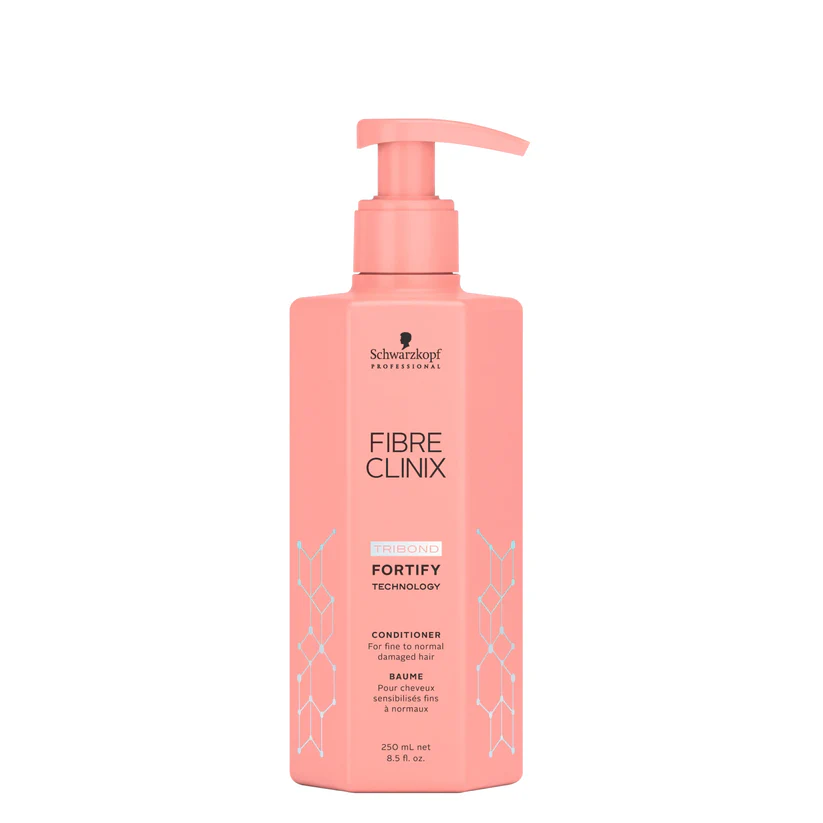 Schwarzkopf
PROFESSIONAL
FIBRE
CLINIX
TRIBOND
FORTIFY
TECHNOLOGY
CONDITIONER
For fine to normal
damaged hair
BAUME
Pour cheveux
sensibilisés fins
à normaux
250 mL net
8.5 fl. oz.